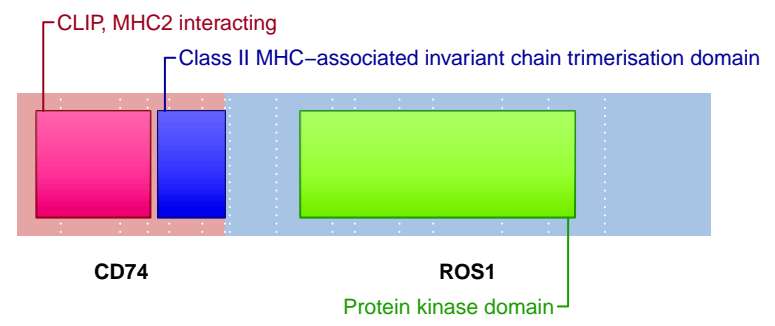 CLIP, MHC2 interacting
Class II MHC−associated invariant chain trimerisation domain
CD74
ROS1
Protein kinase domain